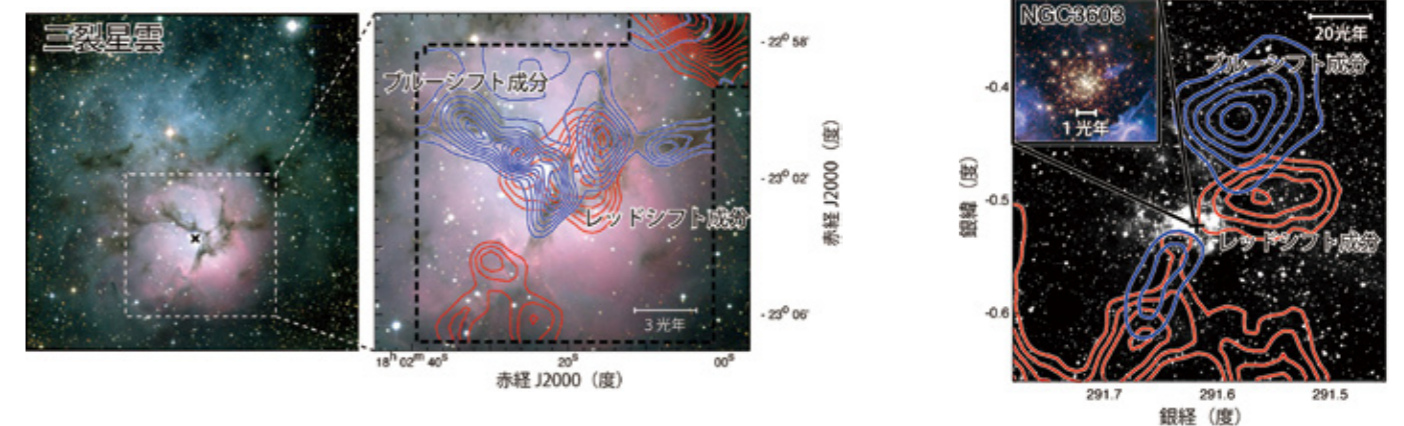 三裂星雲
ブルーシフト成分
レッドシフト成分
3光年
- 22º 58'
- 23º 02'
- 23º 06'
赤経 J2000（度）
18ʰ 02ᵐ 40ˢ
20ˢ
00ˢ
赤経 J2000（度）
NGC3603
1光年
20光年
ブルーシフト成分
レッドシフト成分
-0.4
-0.5
-0.6
銀緯（度）
291.7
291.6
291.5
銀経（度）